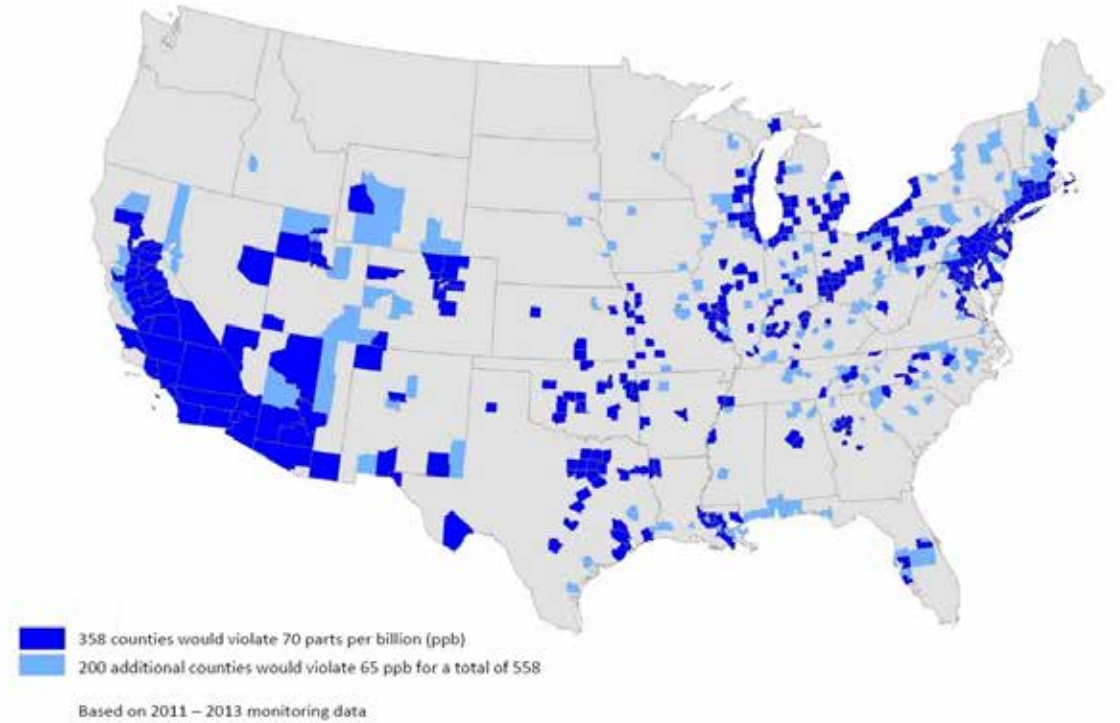 358 counties would violate 70 parts per billion (ppb)
200 additional counties would violate 65 ppb for a total of 558
Based on 2011 – 2013 monitoring data